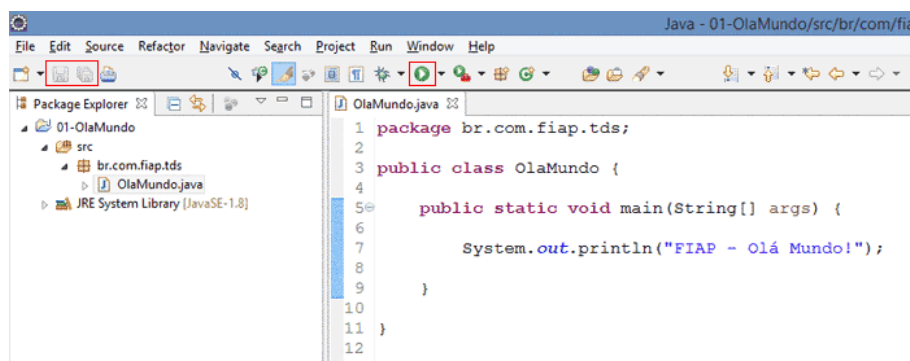 Java - 01-OlaMundo/src/br/com/fia
File Edit Source Refactor Navigate Search Project Run Window Help
Package Explorer
01-OlaMundo
src
br.com.fiap.tds
OlaMundo.java
JRE System Library [JavaSE-1.8]
OlaMundo.java
1 package br.com.fiap.tds;
2
3 public class OlaMundo {
4
5 public static void main(String[] args) {
6
7 System.out.println("FIAP - Olá Mundo!");
8
9 }
10
11 }
12